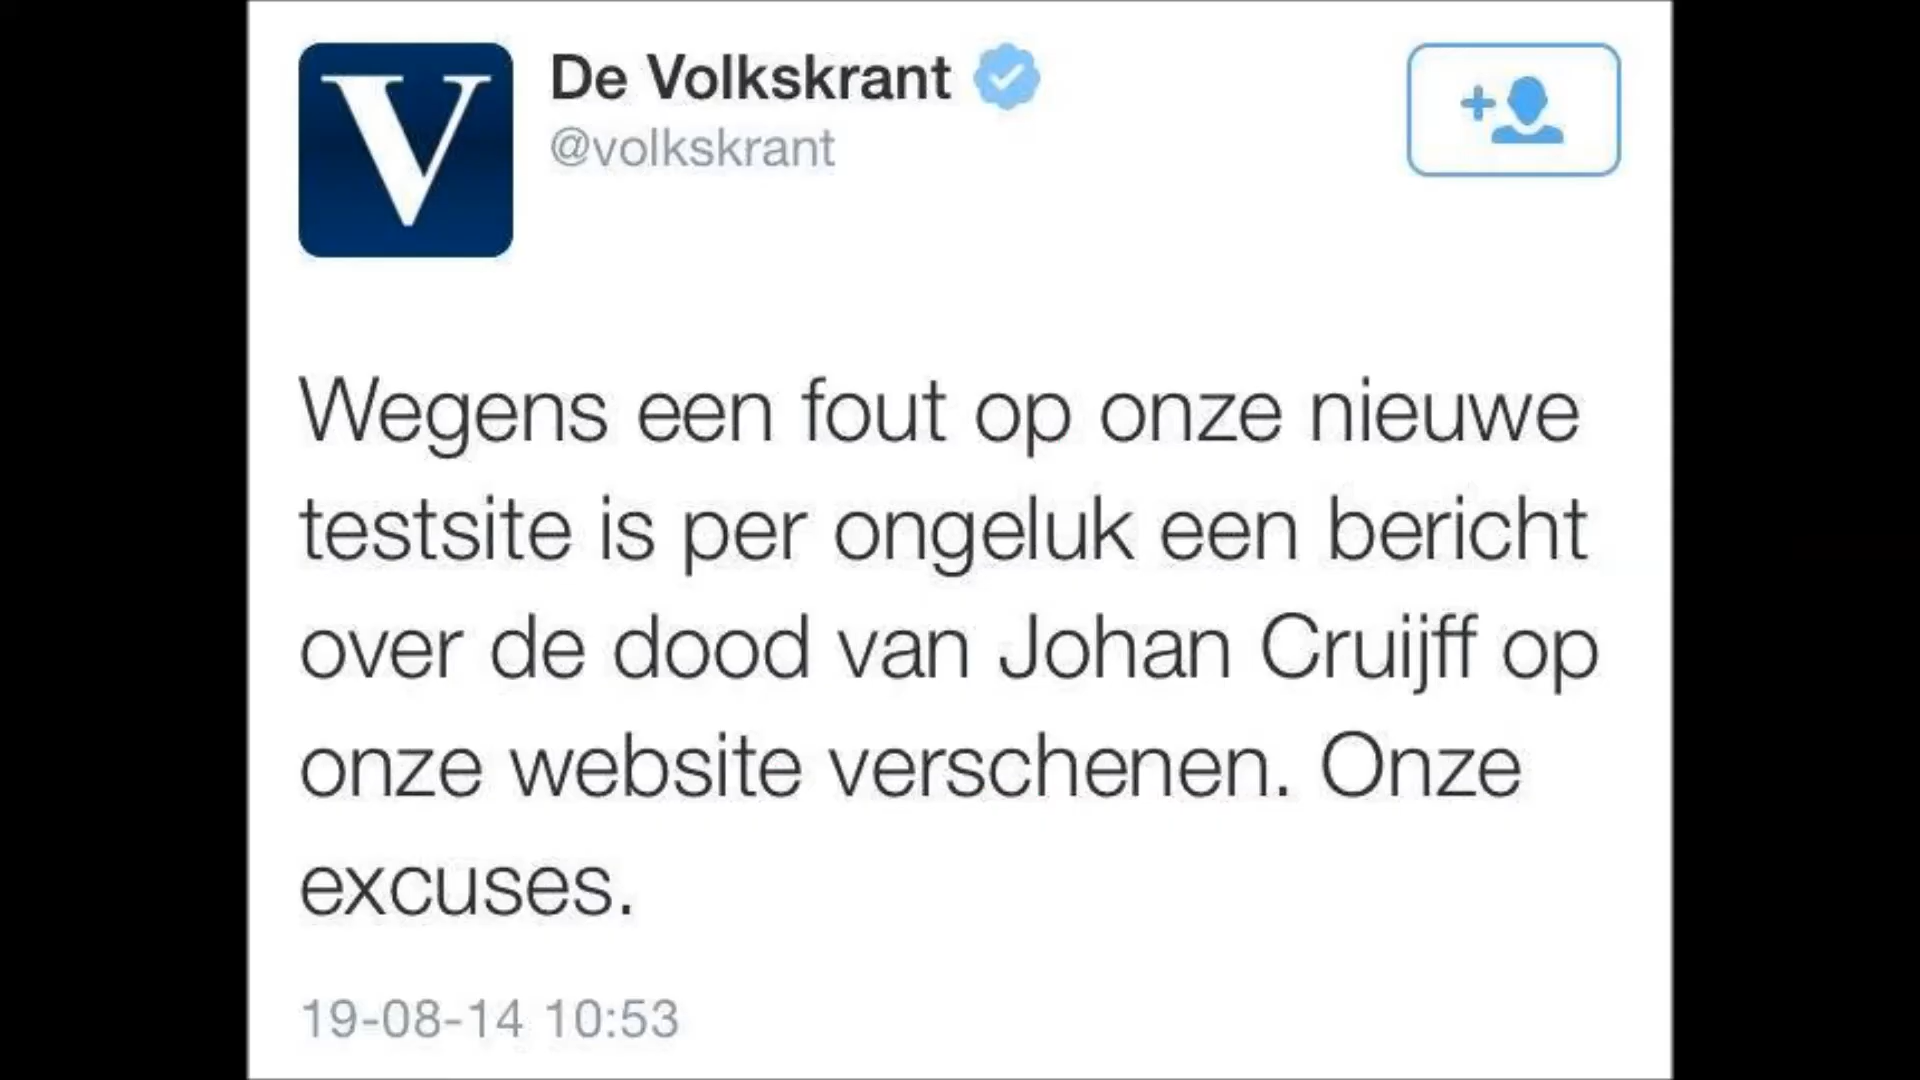 V
De Volkskrant
@volkskrant
Wegens een fout op onze nieuwe
testsite is per ongeluk een bericht
over de dood van Johan Cruijff op
onze website verschenen. Onze
excuses.
19-08-14 10:53